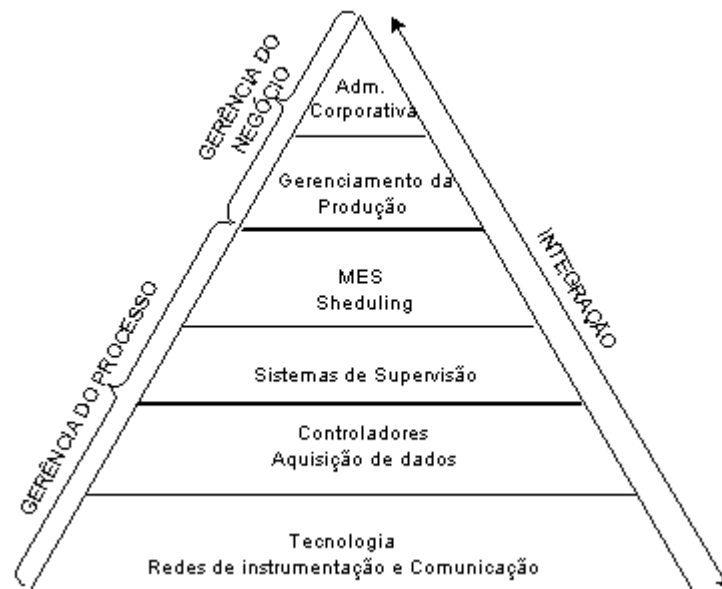 GERÊNCIA DO
NEGÓCIO
Adm.
Corporativa
Gerenciamento da
Produção
INTEGRAÇÃO
MES
Sheduling
GERÊNCIA DO PROCESSO
Sistemas de Supervisão
Controladores
Aquisição de dados
Tecnologia
Redes de instrumentação e Comunicação